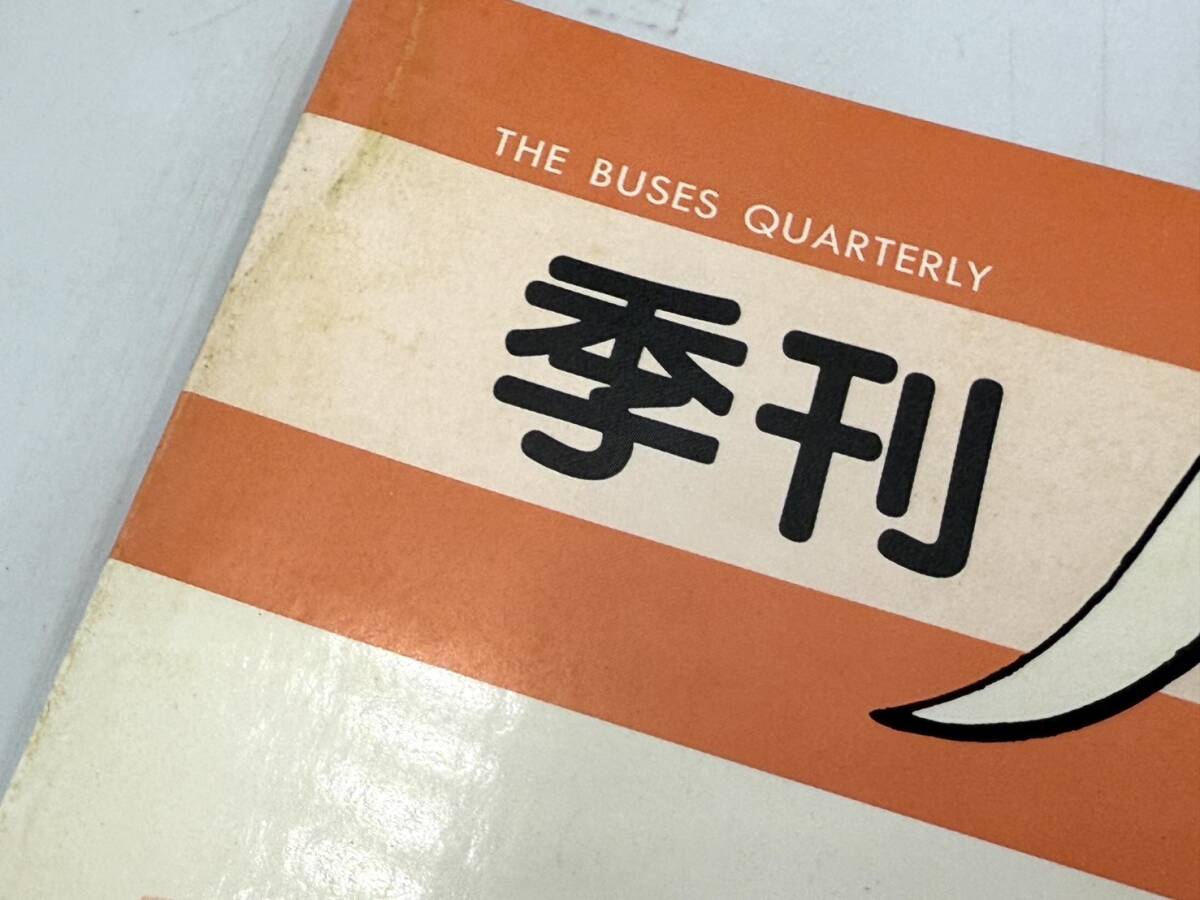 THE BUSES QUARTERLY
季刊